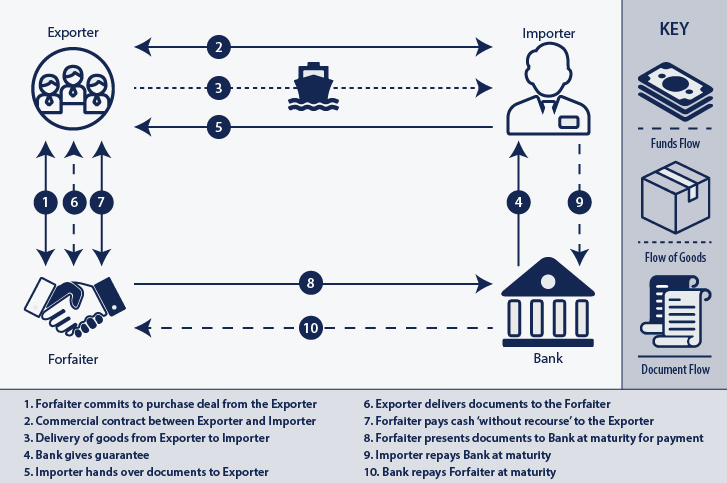 Exporter
Importer
KEY
2
3
5
Funds Flow
1
6
7
4
9
Flow of Goods
8
10
Forfaiter
Bank
Document Flow
1. Forfaiter commits to purchase deal from the Exporter
2. Commercial contract between Exporter and Importer
3. Delivery of goods from Exporter to Importer
4. Bank gives guarantee
5. Importer hands over documents to Exporter
6. Exporter delivers documents to the Forfaiter
7. Forfaiter pays cash ‘without recourse’ to the Exporter
8. Forfaiter presents documents to Bank at maturity for payment
9. Importer repays Bank at maturity
10. Bank repays Forfaiter at maturity